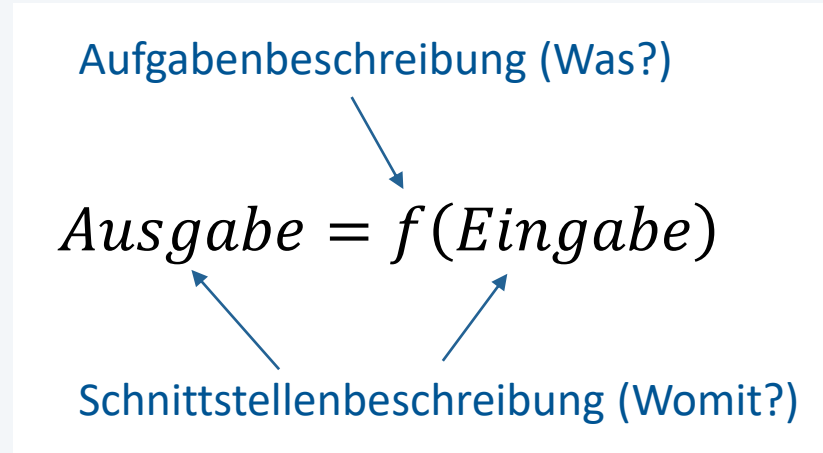 Aufgabenbeschreibung (Was?)
Ausgabe = f(Eingabe)
Schnittstellenbeschreibung (Womit?)